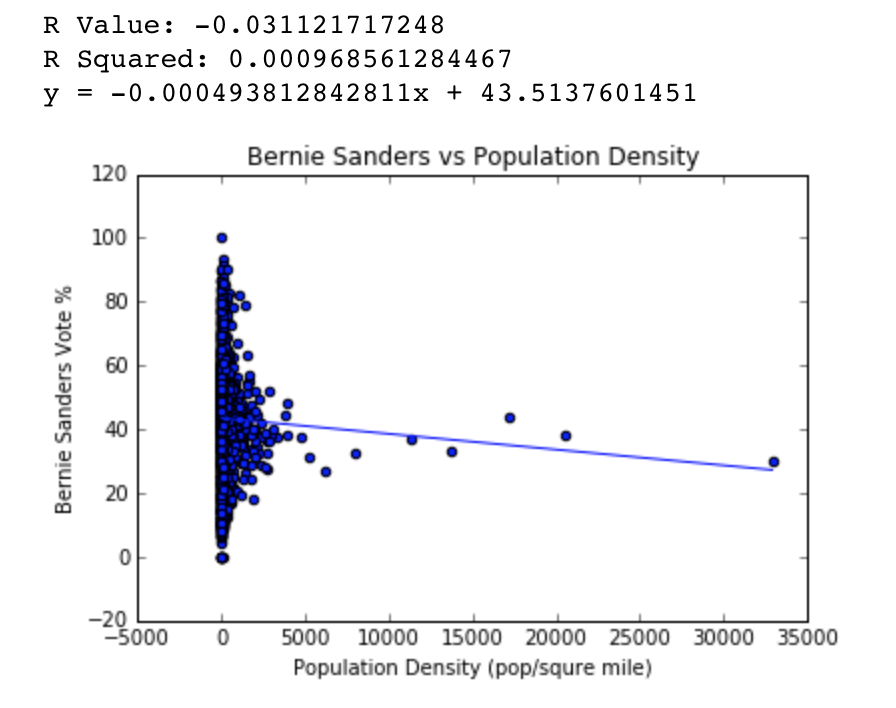 R Value: -0.031121717248
R Squared: 0.000968561284467
y = -0.000493812842811x + 43.5137601451
Bernie Sanders vs Population Density
120
100
80
60
40
20
0
−20
Bernie Sanders Vote %
−5000 0 5000 10000 15000 20000 25000 30000 35000
Population Density (pop/squre mile)